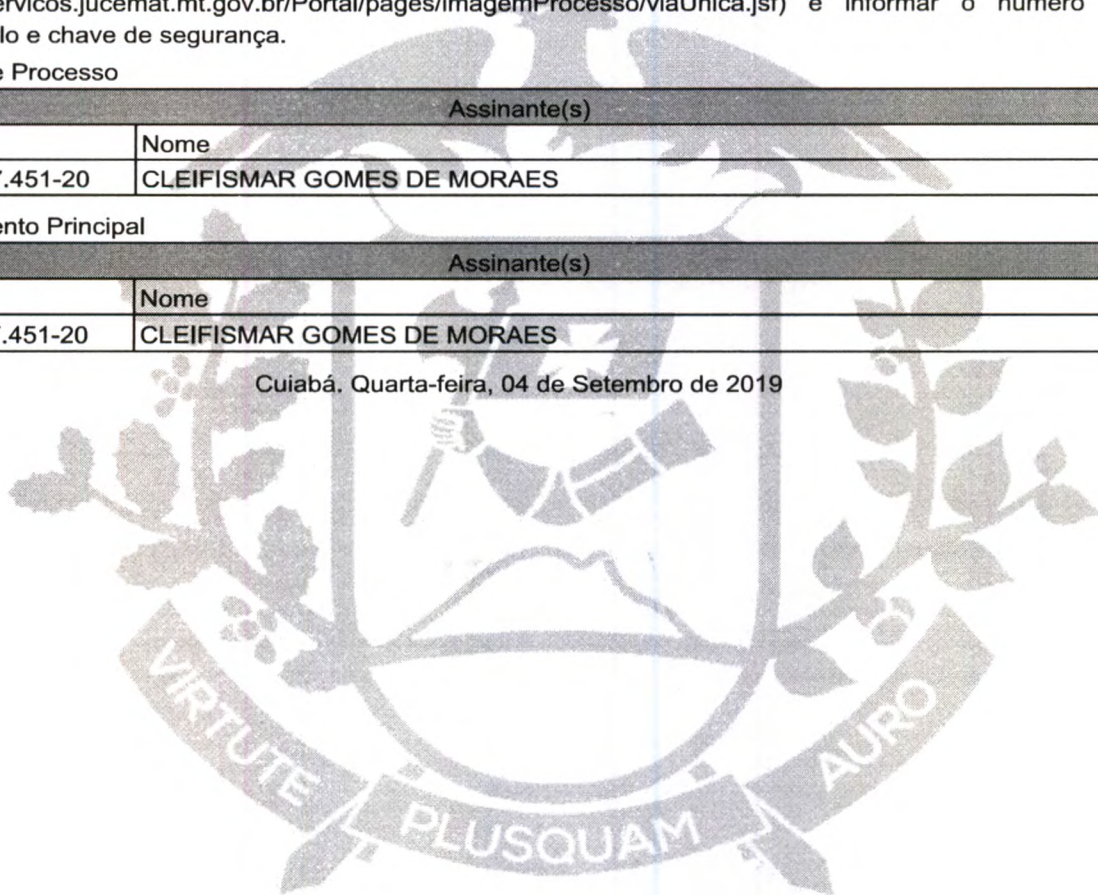 ervicos.jucemat.mt.gov.br/Portal/pages/imagemProcesso/viaUnica.jsf) e informar o número
lo e chave de segurança.
e Processo
Assinante(s)
Nome
7.451-20 CLEIFISMAR GOMES DE MORAES
ento Principal
Assinante(s)
Nome
7.451-20 CLEIFISMAR GOMES DE MORAES
Cuiabá. Quarta-feira, 04 de Setembro de 2019
VIRTUTE
PLUSQUAM
AURO